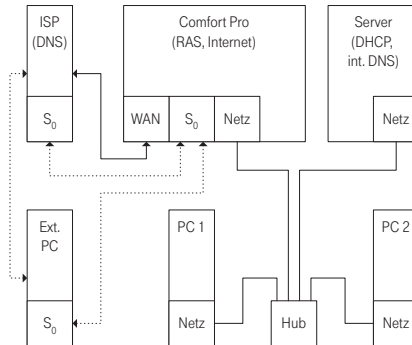 ISP
(DNS)
Comfort Pro
(RAS, Internet)
Server
(DHCP,
int. DNS)
S₀
WAN
S₀
Netz
Netz
Ext.
PC
PC 1
PC 2
S₀
Netz
Hub
Netz